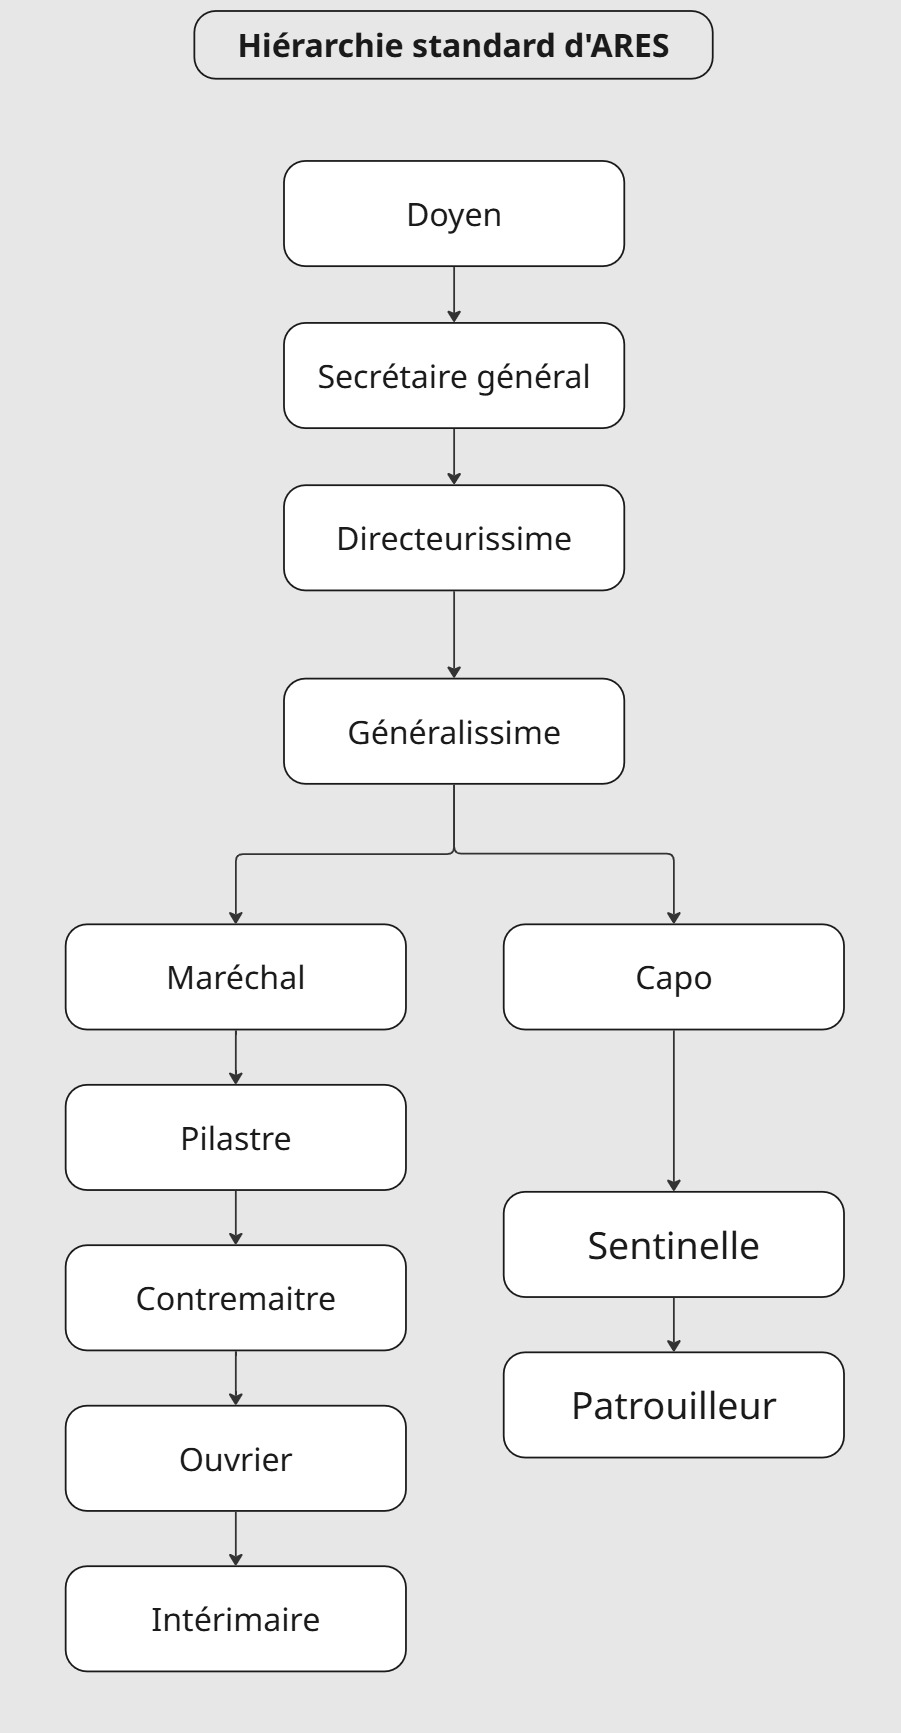 Hiérarchie standard d'ARES
Doyen
Secrétaire général
Directeurissime
Généralissime
Maréchal
Capo
Pilastre
Sentinelle
Contremaitre
Patrouilleur
Ouvrier
Intérimaire